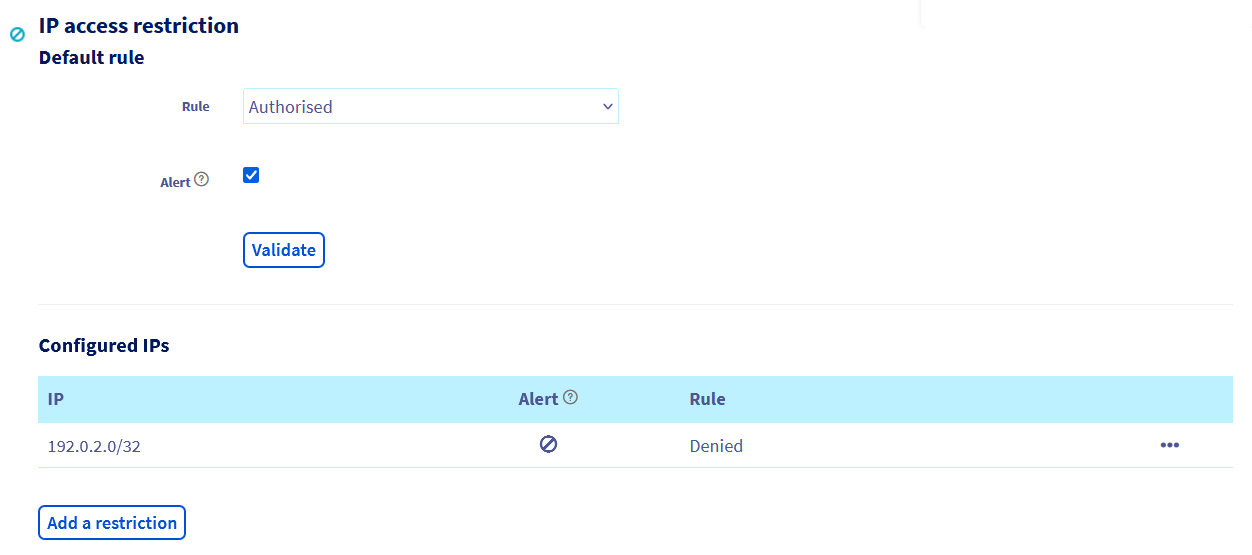 IP access restriction
Default rule
Rule Authorised
Alert ?
Validate
Configured IPs
IP Alert ? Rule
192.0.2.0/32 Denied •••
Add a restriction